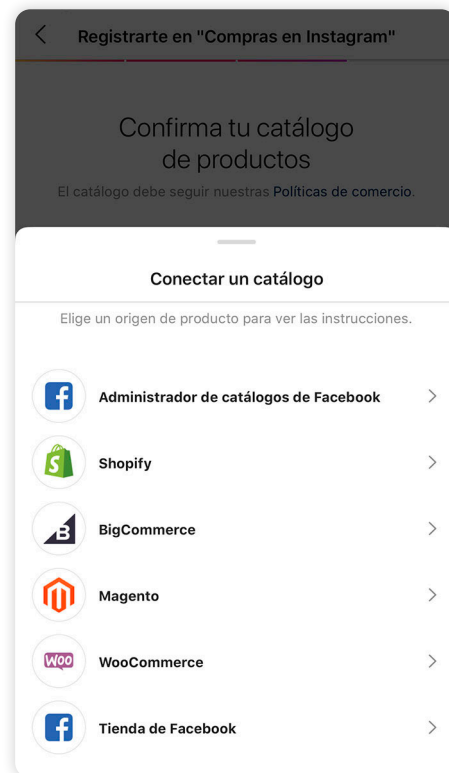 Registrarte en "Compras en Instagram"
Confirma tu catálogo
de productos
El catálogo debe seguir nuestras Políticas de comercio.
Conectar un catálogo
Elige un origen de producto para ver las instrucciones.
Administrador de catálogos de Facebook
Shopify
B
BigCommerce
Magento
WOO
WooCommerce
Tienda de Facebook